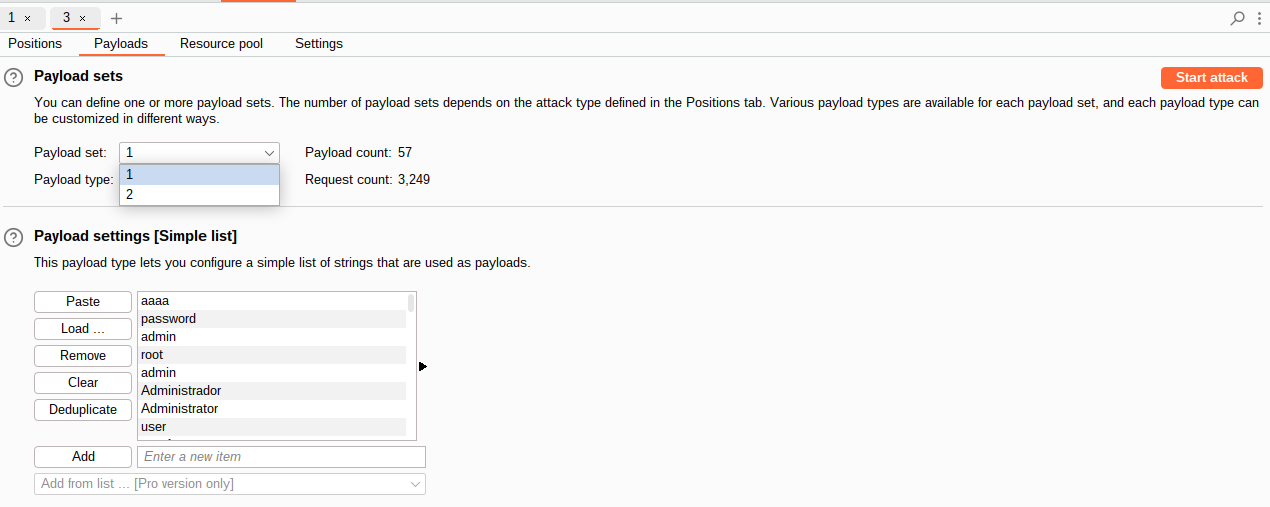 1 × 3 × +
Positions Payloads Resource pool Settings
? Payload sets Start attack
You can define one or more payload sets. The number of payload sets depends on the attack type defined in the Positions tab. Various payload types are available for each payload set, and each payload type can
be customized in different ways.
Payload set: 1 Payload count: 57
1
Payload type: Request count: 3,249
2
? Payload settings [Simple list]
This payload type lets you configure a simple list of strings that are used as payloads.
Paste aaaa
password
Load ... admin
Remove root
admin
Clear Administrador
Deduplicate Administrator
user
Add Enter a new item
Add from list ... [Pro version only]